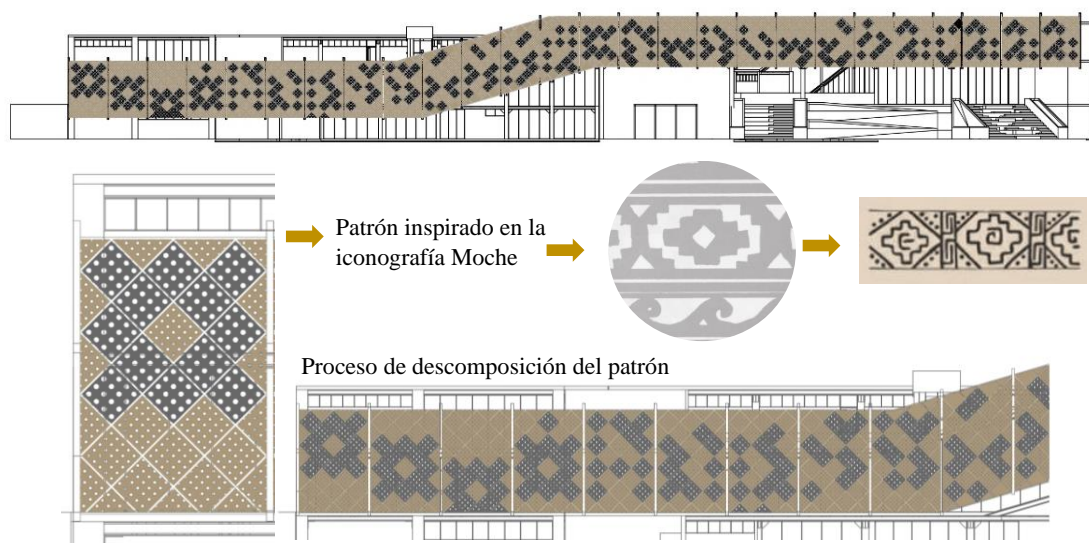 Patrón inspirado en la
iconografía Moche
Proceso de descomposición del patrón